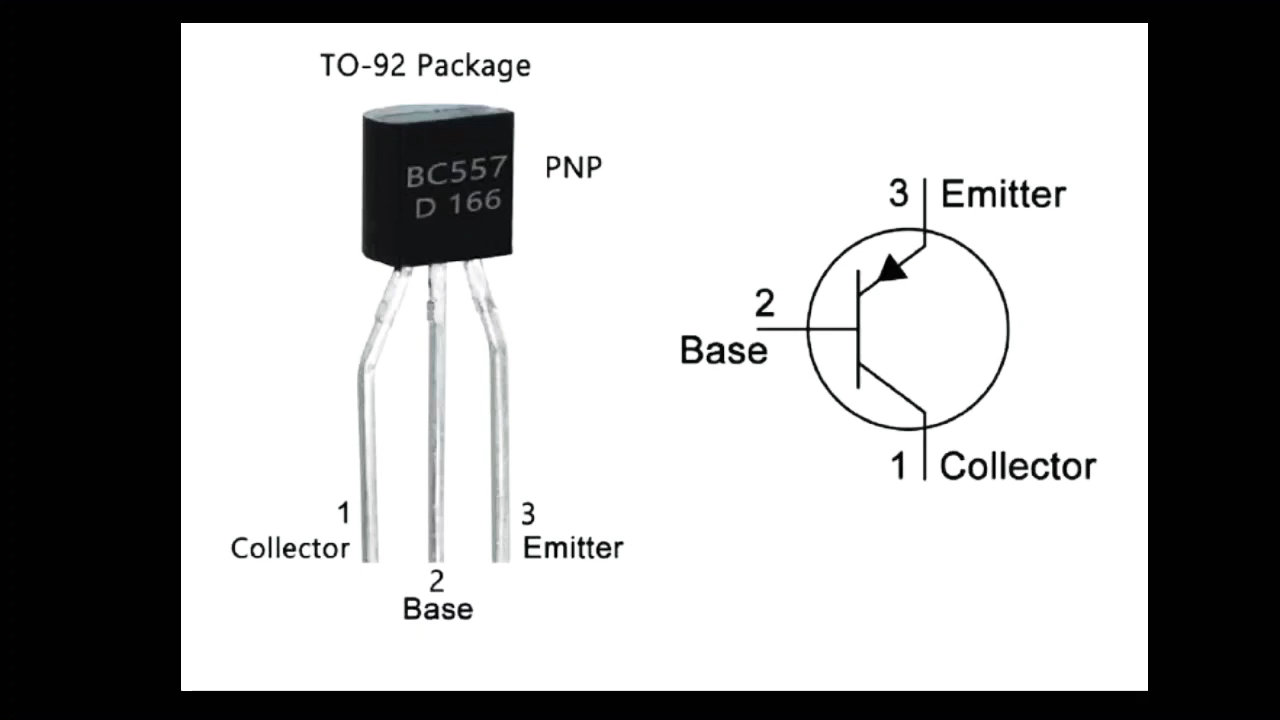 TO-92 Package
BC557
D 166
PNP
1
Collector
2
Base
3
Emitter
3 Emitter
2
Base
1 Collector